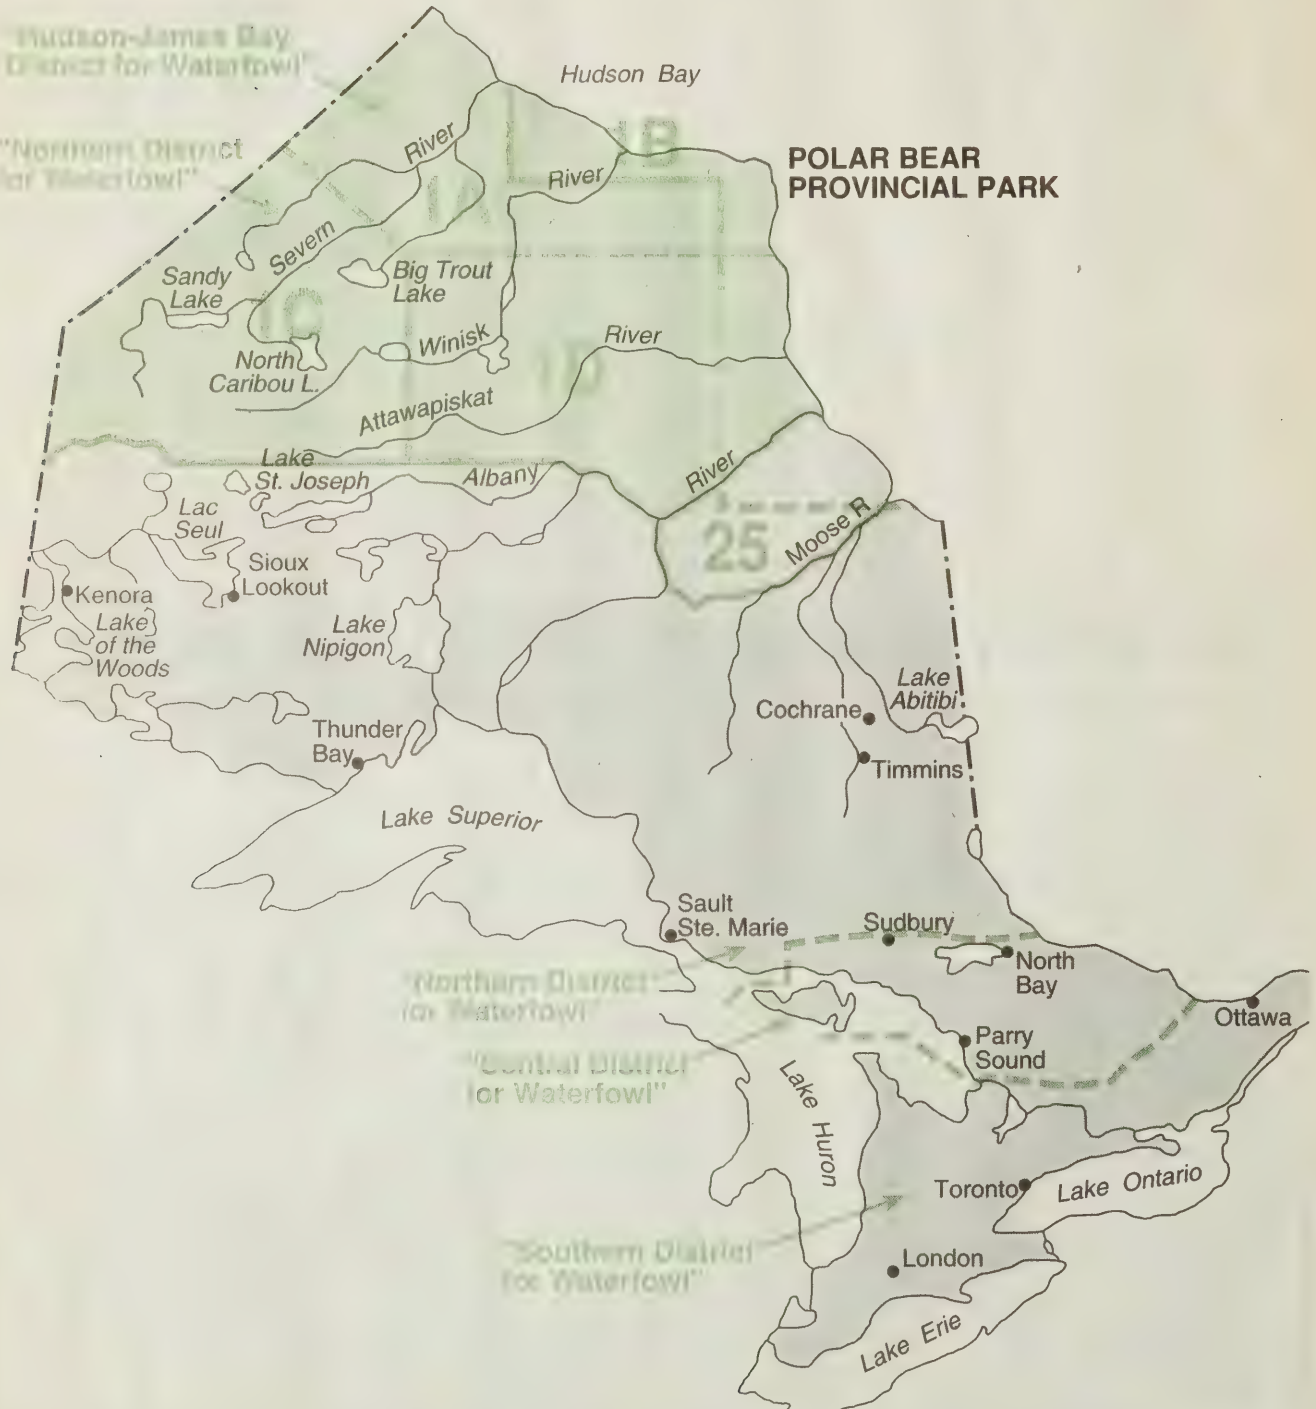 "Hudson-James Bay
District for Waterfowl"
Hudson Bay
"Northern District
for Waterfowl"
1B
POLAR BEAR
PROVINCIAL PARK
River
River
1A
Severn
Sandy
Lake
Big Trout
Lake
1C
North
Caribou L.
Winisk
River
1D
Attawapiskat
Lake
St. Joseph
Albany
River
Lac
Seul
25
Moose R
Sioux
Lookout
Kenora
Lake
of the
Woods
Lake
Nipigon
Lake
Abitibi
Cochrane
Thunder
Bay
Timmins
Lake Superior
Sault
Ste. Marie
Sudbury
North
Bay
"Northern District
for Waterfowl"
Ottawa
Parry
Sound
"Central District
for Waterfowl"
Lake Huron
Toronto
Lake Ontario
"Southern District
for Waterfowl"
London
Lake Erie